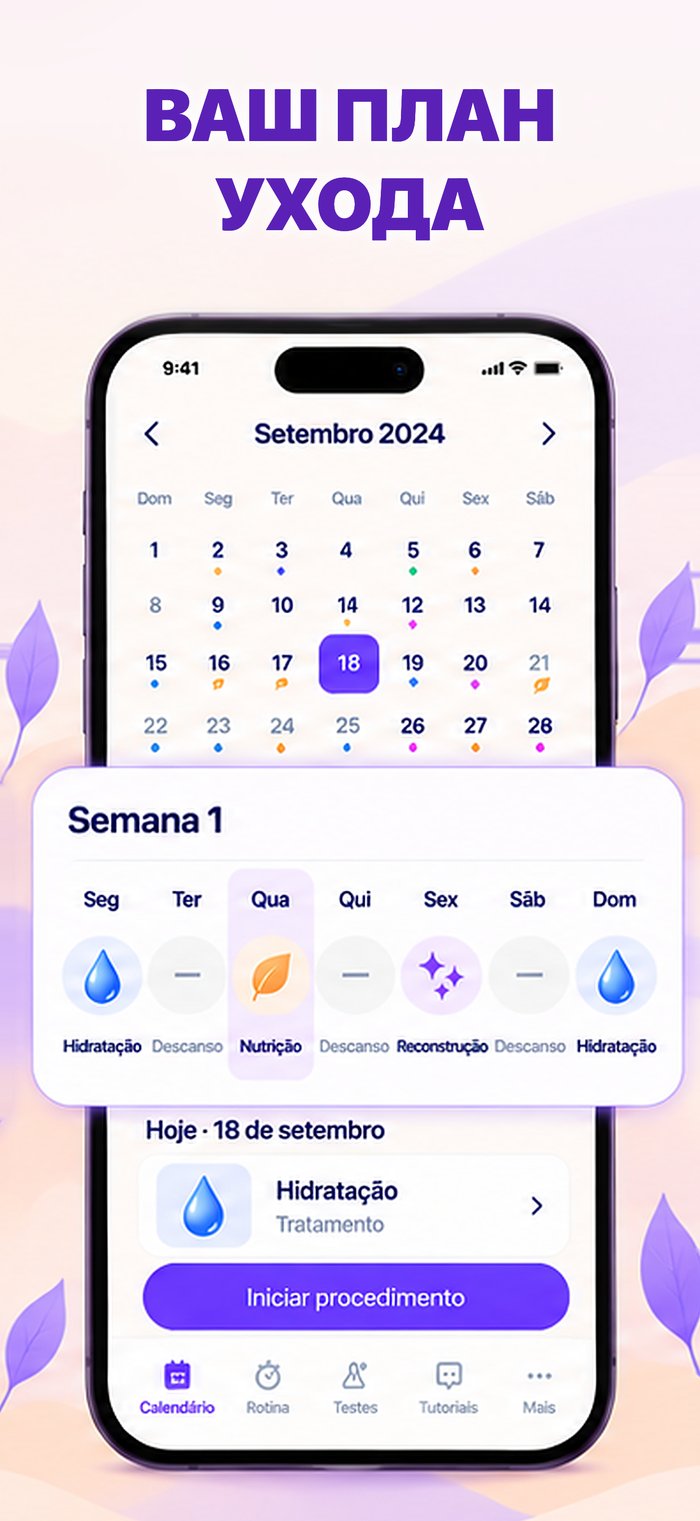 ВАШ ПЛАН
УХОДА
9:41
Setembro 2024
Dom Seg Ter Qua Qui Sex Sáb
1 2 3 4 5 6 7
8 9 10 14 12 13 14
15 16 17 18 19 20 21
22 23 24 25 26 27 28
Semana 1
Seg Ter Qua Qui Sex Sāb Dom
Hidratação Descanso Nutrição Descanso Reconstrução Descanso Hidratação
Hoje · 18 de setembro
Hidratação
Tratamento
Iniciar procedimento
Calendário Rotina Testes Tutoriais Mais